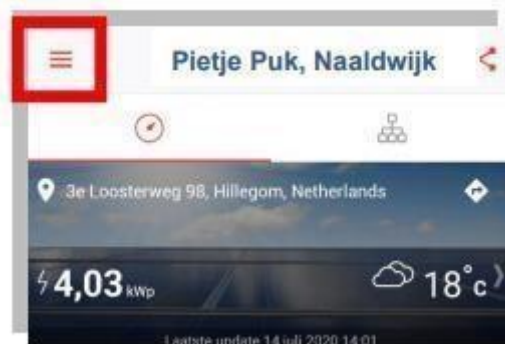 Pietje Puk, Naaldwijk
3e Loosterweg 98, Hillegom, Netherlands
4,03 kWp
18°c
Laatste update 14 juli 2020 14:01